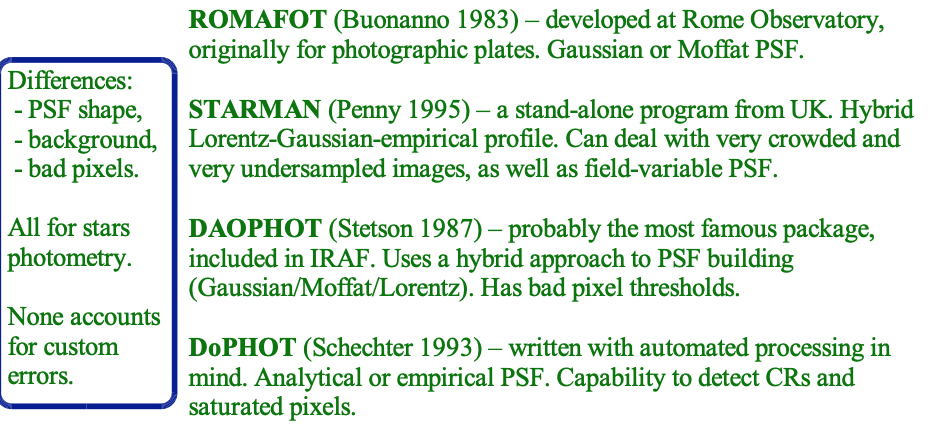 ROMAFOT (Buonanno 1983) – developed at Rome Observatory,
originally for photographic plates. Gaussian or Moffat PSF.
Differences:
- PSF shape,
- background,
- bad pixels.
All for stars
photometry.
None accounts
for custom
errors.
STARMAN (Penny 1995) – a stand-alone program from UK. Hybrid
Lorentz-Gaussian-empirical profile. Can deal with very crowded and
very undersampled images, as well as field-variable PSF.
DAOPHOT (Stetson 1987) – probably the most famous package,
included in IRAF. Uses a hybrid approach to PSF building
(Gaussian/Moffat/Lorentz). Has bad pixel thresholds.
DoPHOT (Schechter 1993) – written with automated processing in
mind. Analytical or empirical PSF. Capability to detect CRs and
saturated pixels.